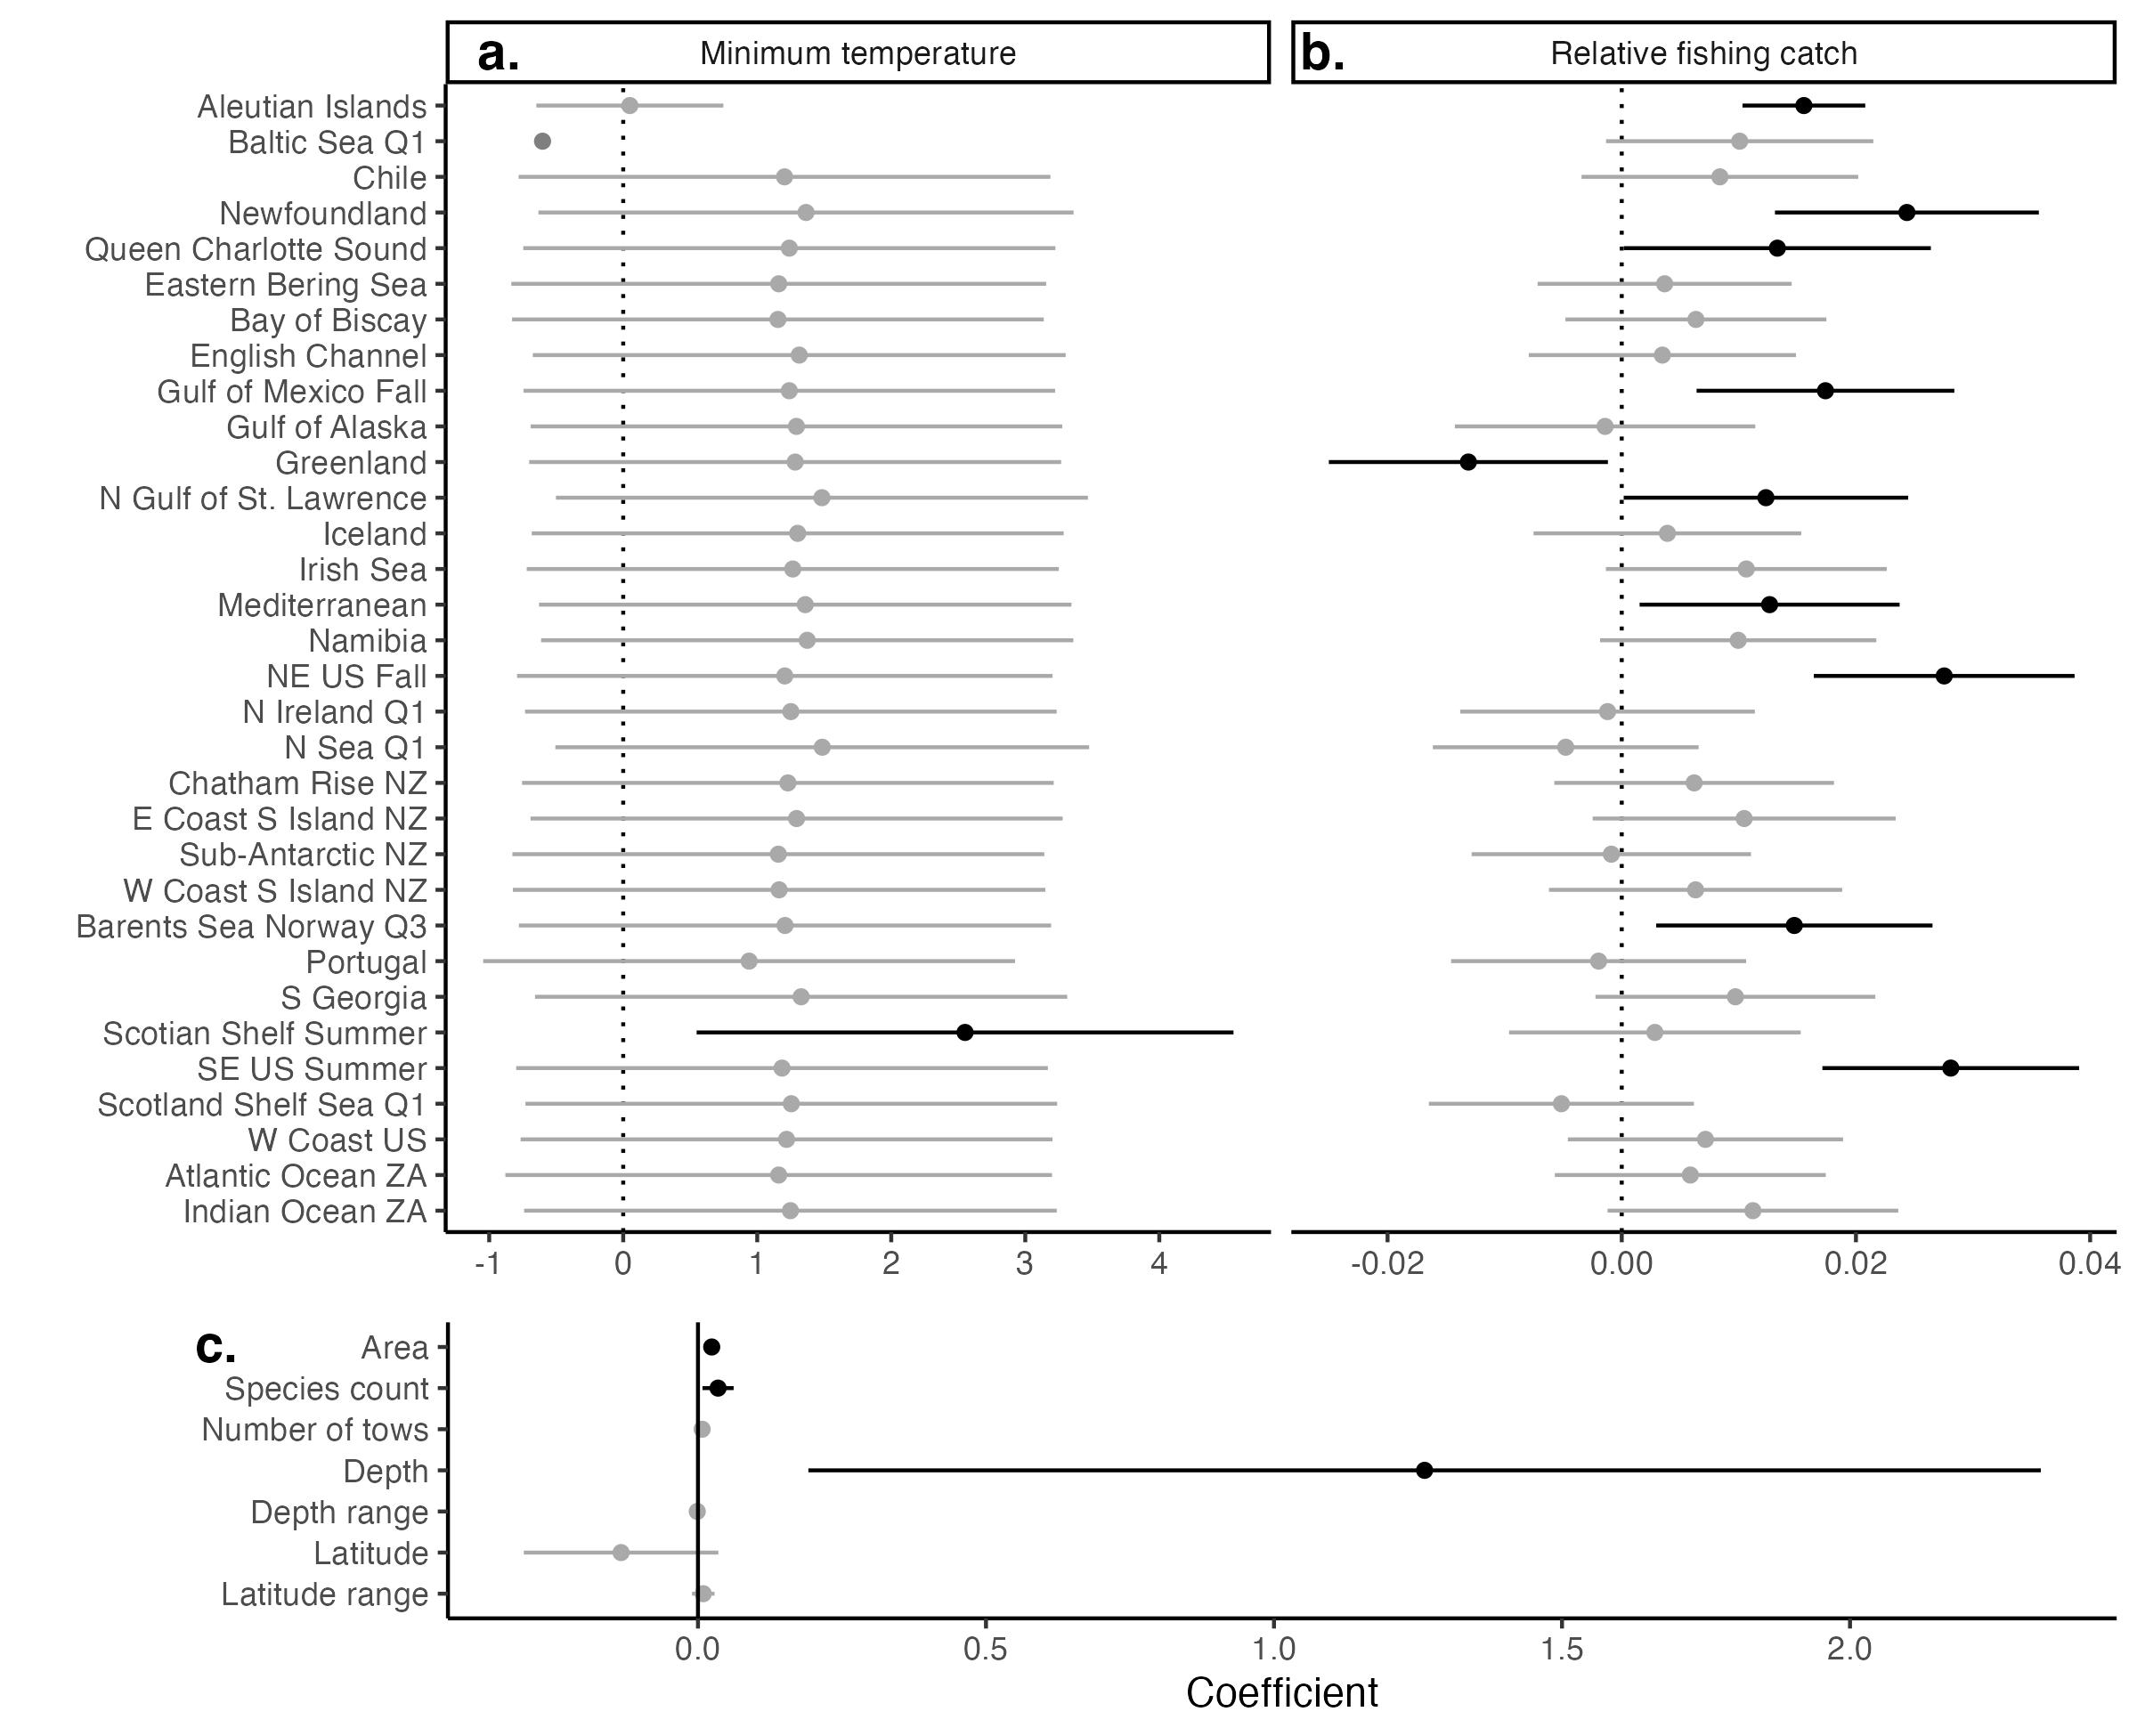 a. Minimum temperature
b. Relative fishing catch
Aleutian Islands
Baltic Sea Q1
Chile
Newfoundland
Queen Charlotte Sound
Eastern Bering Sea
Bay of Biscay
English Channel
Gulf of Mexico Fall
Gulf of Alaska
Greenland
N Gulf of St. Lawrence
Iceland
Irish Sea
Mediterranean
Namibia
NE US Fall
N Ireland Q1
N Sea Q1
Chatham Rise NZ
E Coast S Island NZ
Sub-Antarctic NZ
W Coast S Island NZ
Barents Sea Norway Q3
Portugal
S Georgia
Scotian Shelf Summer
SE US Summer
Scotland Shelf Sea Q1
W Coast US
Atlantic Ocean ZA
Indian Ocean ZA
-1 0 1 2 3 4
-0.02 0.00 0.02 0.04
c.
Area
Species count
Number of tows
Depth
Depth range
Latitude
Latitude range
0.0 0.5 1.0 1.5 2.0
Coefficient